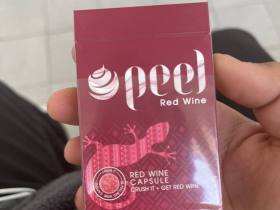 peel
Red Wine
RED WINE
CAPSULE
CRUSH IT • GET RED WINE